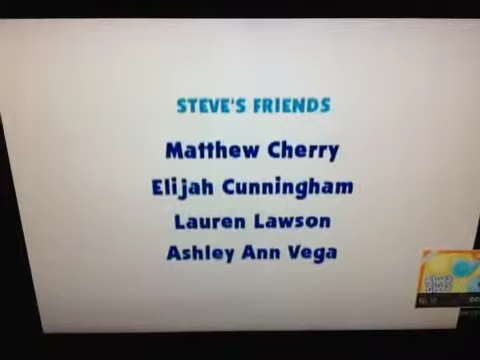 STEVE'S FRIENDS
Matthew Cherry
Elijah Cunningham
Lauren Lawson
Ashley Ann Vega